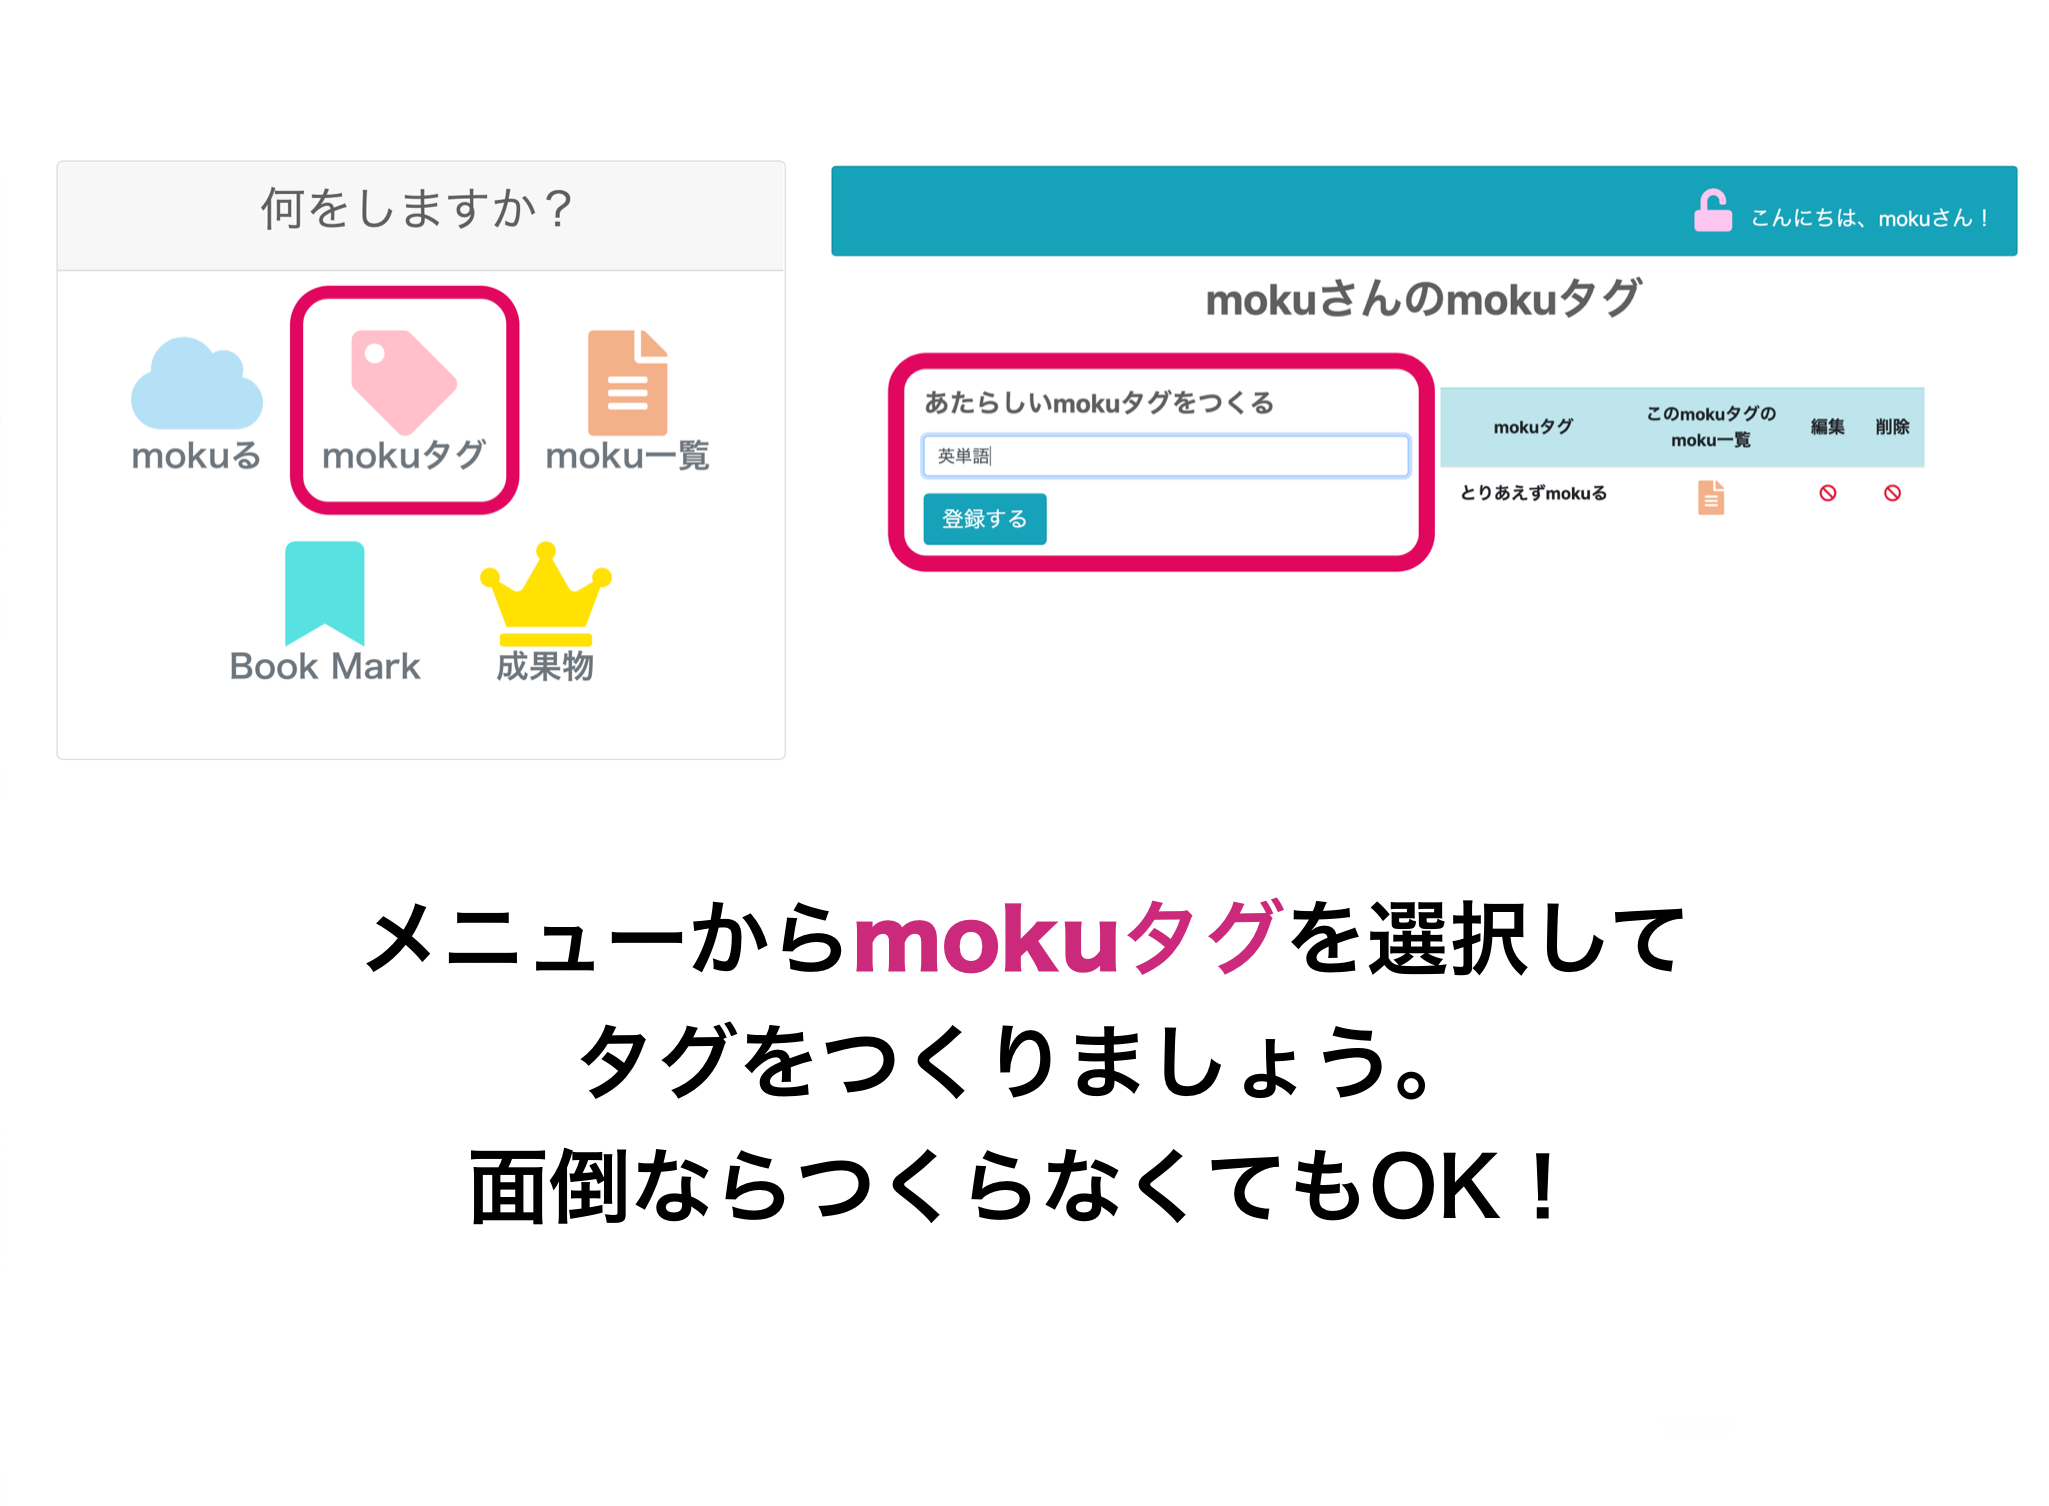 何をしますか？
mokuる
mokuタグ
moku一覧
Book Mark
成果物
こんにちは、mokuさん！
mokuさんのmokuタグ
あたらしいmokuタグをつくる
英単語
登録する
mokuタグ
このmokuタグの
moku一覧
編集
削除
とりあえずmokuる
メニューからmokuタグを選択して
タグをつくりましょう。
面倒ならつくらなくてもOK！